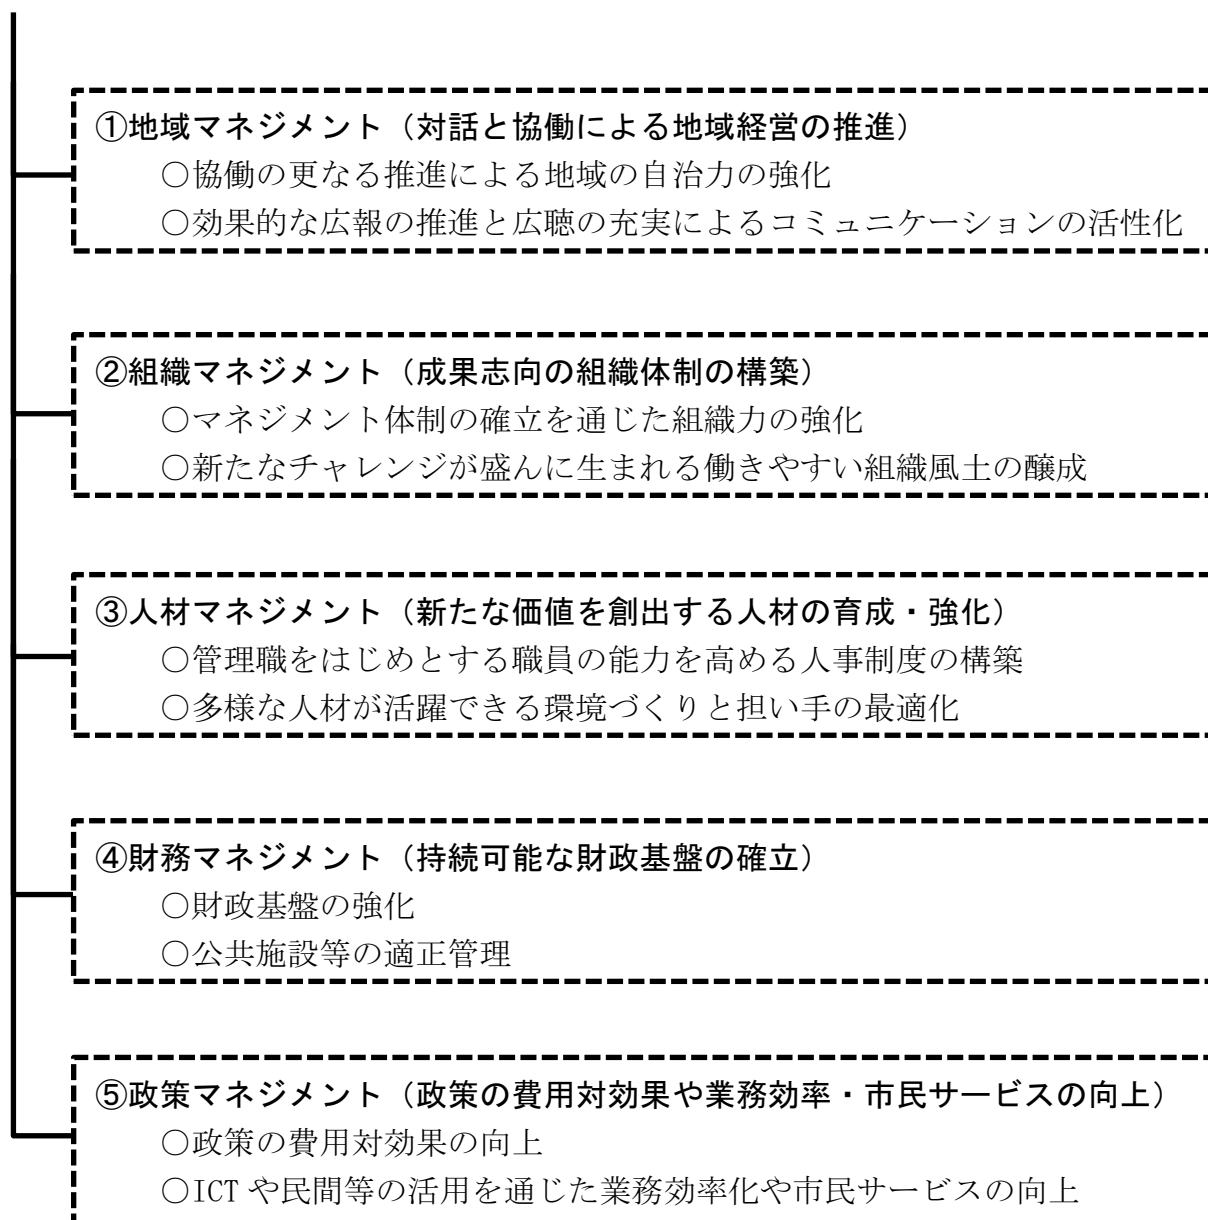 ①地域マネジメント（対話と協働による地域経営の推進）
○協働の更なる推進による地域の自治力の強化
○効果的な広報の推進と広聴の充実によるコミュニケーションの活性化
②組織マネジメント（成果志向の組織体制の構築）
○マネジメント体制の確立を通じた組織力の強化
○新たなチャレンジが盛んに生まれる働きやすい組織風土の醸成
③人材マネジメント（新たな価値を創出する人材の育成・強化）
○管理職をはじめとする職員の能力を高める人事制度の構築
○多様な人材が活躍できる環境づくりと担い手の最適化
④財務マネジメント（持続可能な財政基盤の確立）
○財政基盤の強化
○公共施設等の適正管理
⑤政策マネジメント（政策の費用対効果や業務効率・市民サービスの向上）
○政策の費用対効果の向上
○ICTや民間等の活用を通じた業務効率化や市民サービスの向上